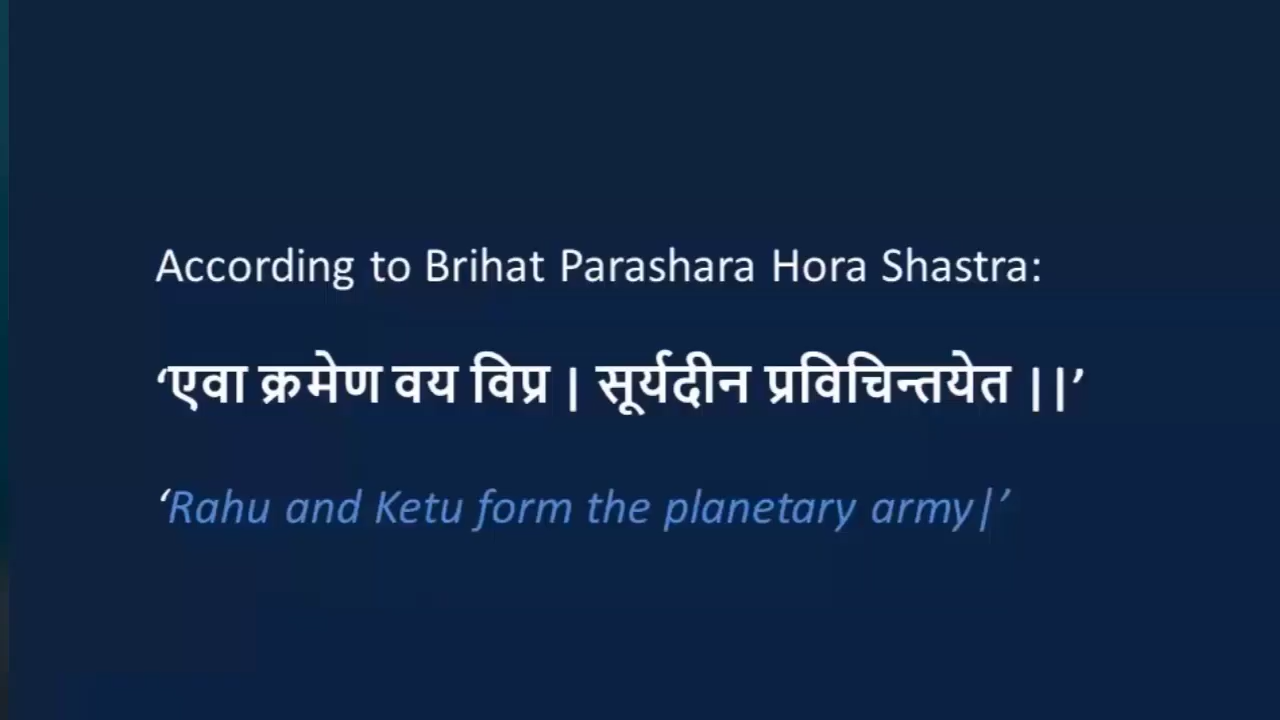 According to Brihat Parashara Hora Shastra:
‘एवा क्रमेण वय विप्र | सूर्यदीन प्रविचिन्तयेत ||’
‘Rahu and Ketu form the planetary army|’